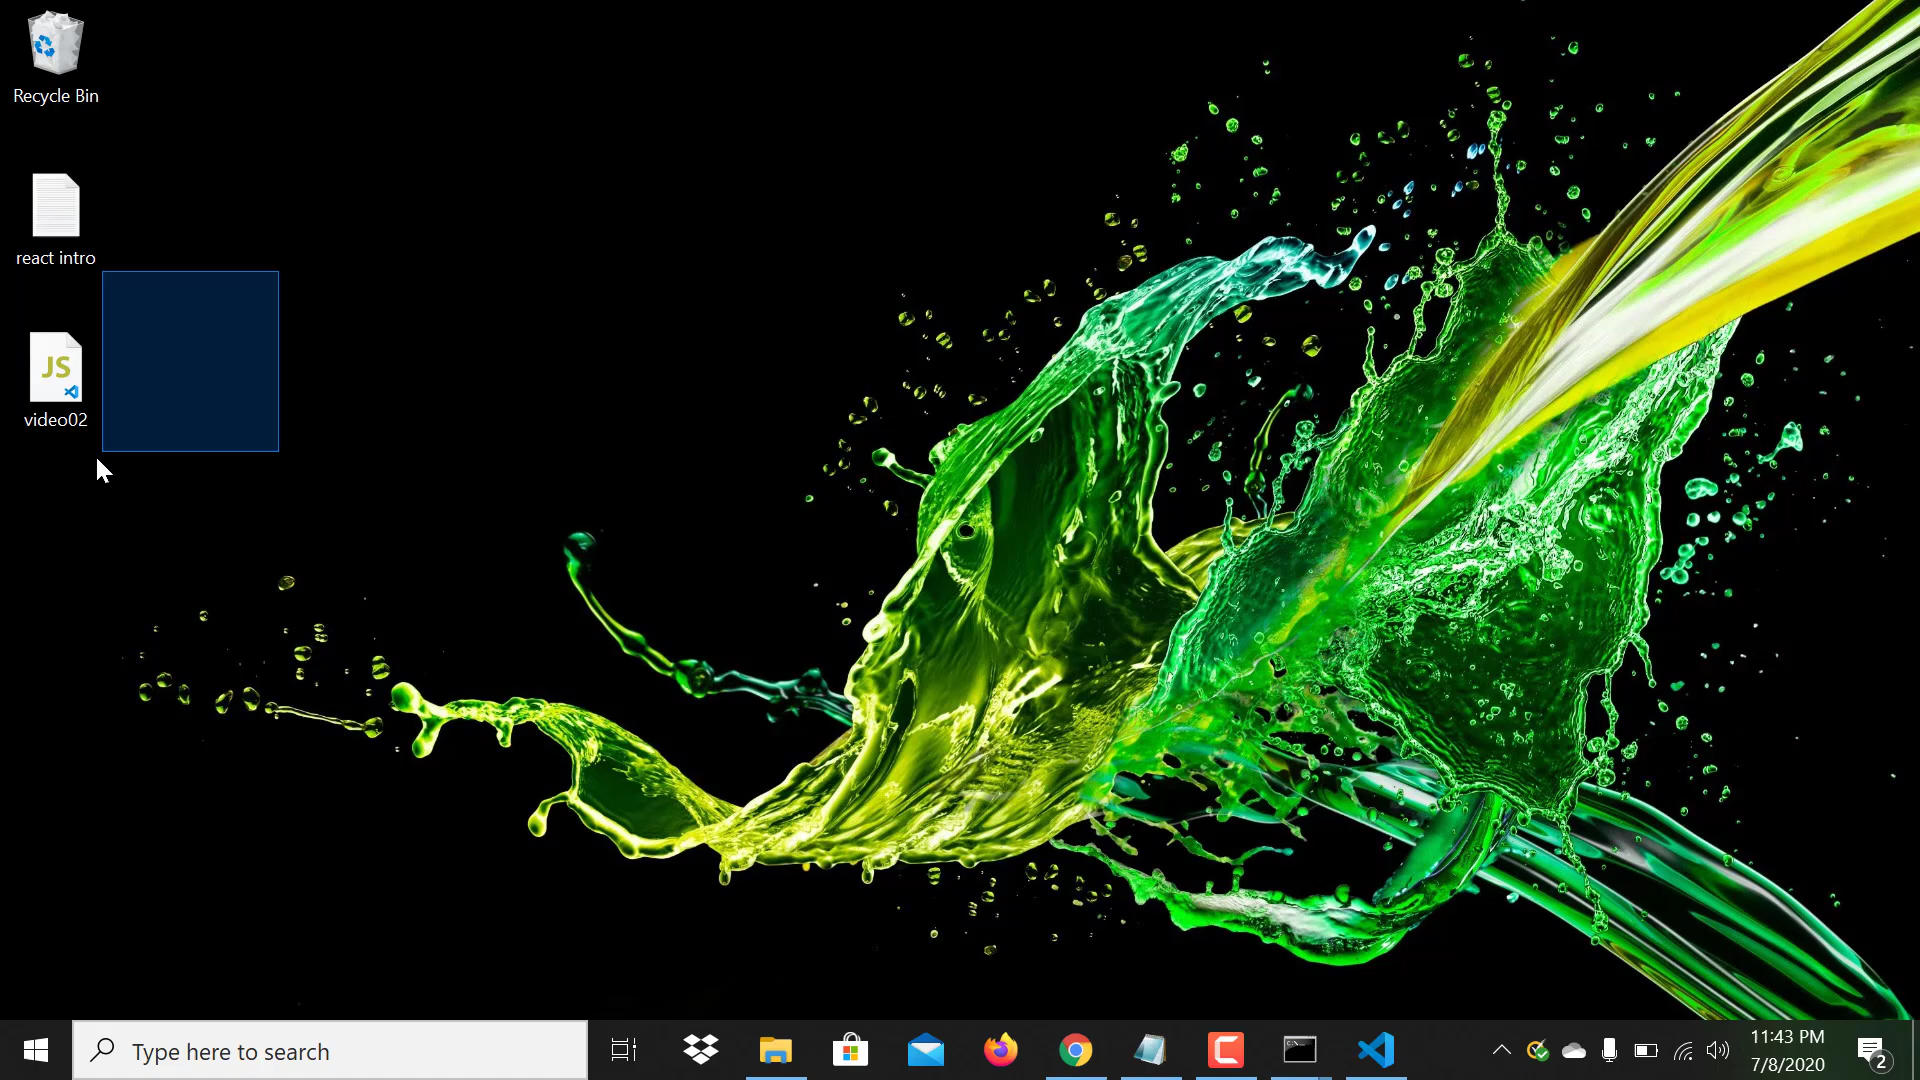 Recycle Bin
react intro
JS
video02
Type here to search
C:\_
11:43 PM
7/8/2020
2